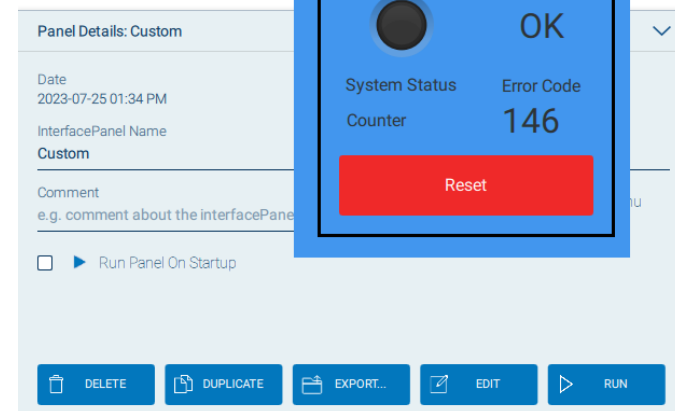 Panel Details: Custom
OK
Date
2023-07-25 01:34 PM
System Status
Error Code
InterfacePanel Name
Custom
Counter
146
Reset
Comment
e.g. comment about the interfacePane
nu
Run Panel On Startup
DELETE
DUPLICATE
EXPORT...
EDIT
RUN